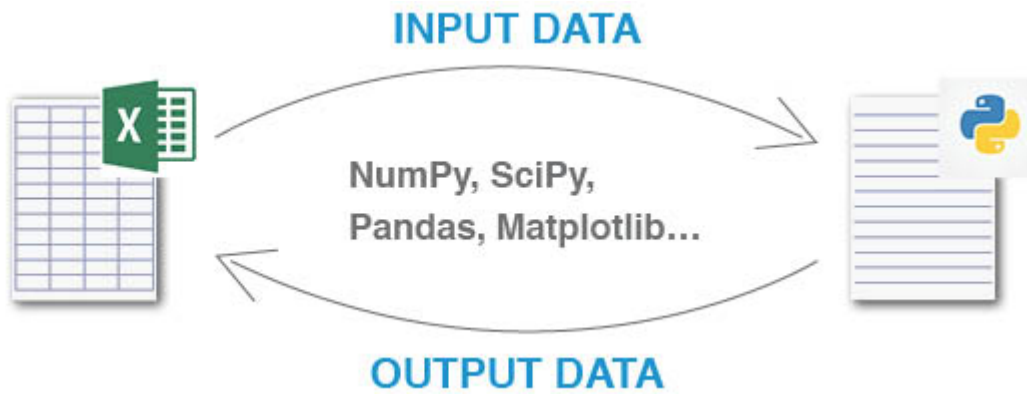 INPUT DATA
X
NumPy, SciPy,
Pandas, Matplotlib...
OUTPUT DATA